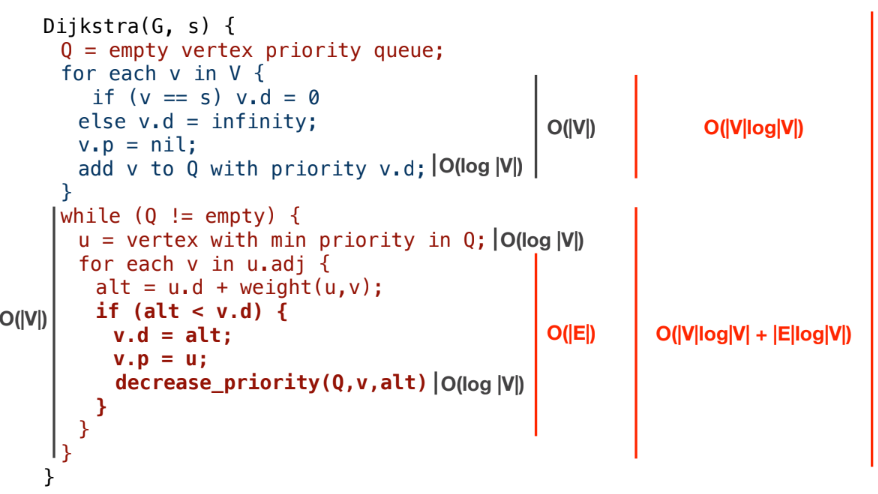 Dijkstra(G, s) {
Q = empty vertex priority queue;
for each v in V {
if (v == s) v.d = 0
else v.d = infinity; O(|V|) O(|V|log|V|)
v.p = nil;
add v to Q with priority v.d; O(log |V|)
}
while (Q != empty) {
u = vertex with min priority in Q; O(log |V|)
for each v in u.adj {
alt = u.d + weight(u,v);
O(|V|) if (alt < v.d) {
v.d = alt; O(|E|) O(|V|log|V| + |E|log|V|)
v.p = u;
decrease_priority(Q,v,alt) O(log |V|)
}
}
}
}